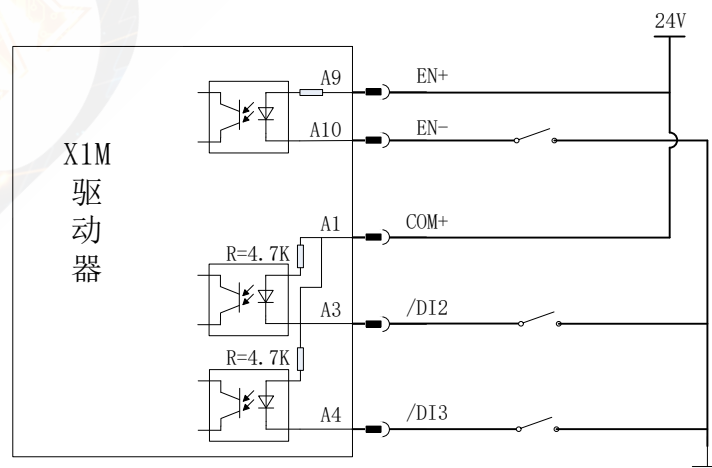 24V
A9 EN+
A10 EN-
X1M
驱
动
器
A1 COM+
R=4.7K
A3 /DI2
R=4.7K
A4 /DI3